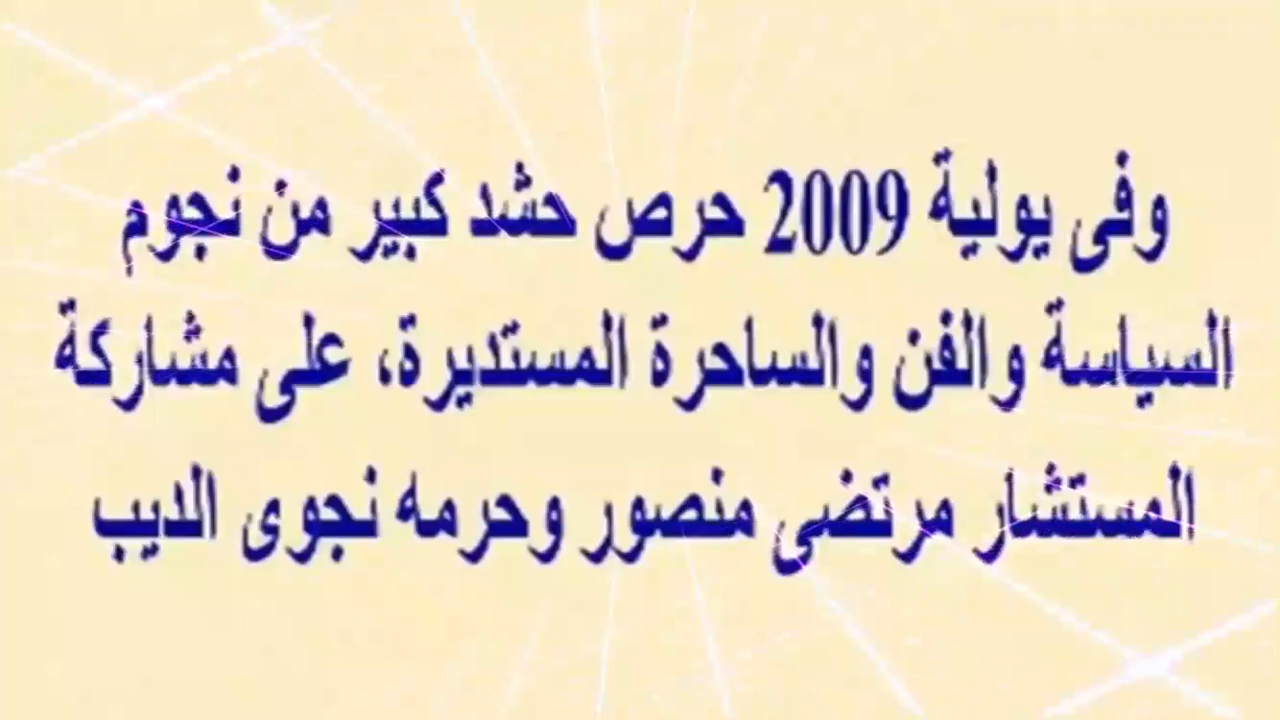 وفى يولية 2009 حرص حشد كبير من نجوم
السياسة والفن والساحرة المستديرة، على مشاركة
المستشار مرتضى منصور وحرمه نجوى الديب